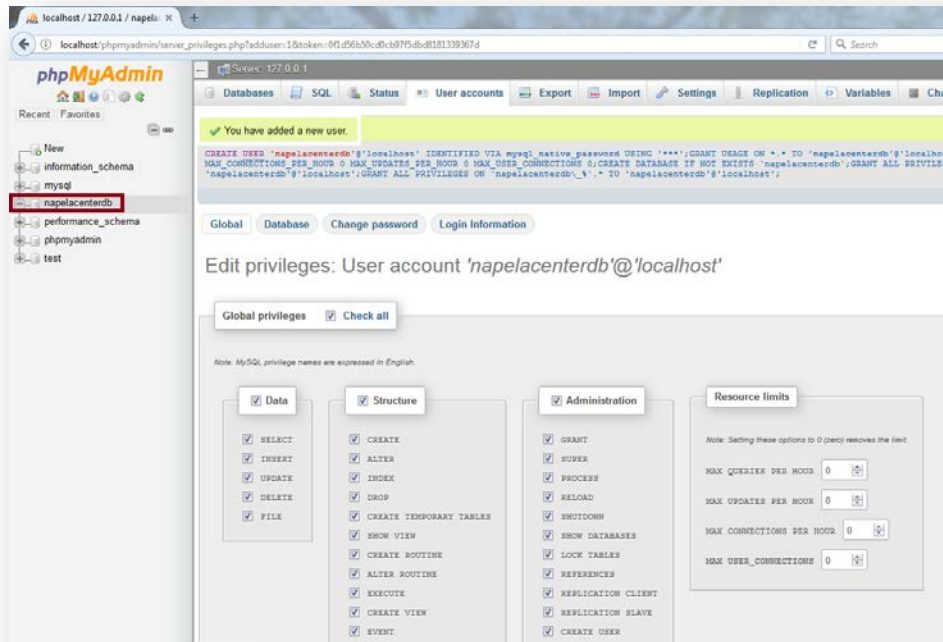 localhost / 127.0.0.1 / napela
localhost/phpmyadmin/server_privileges.php?adduser=1&token=0f1d56b50cd0cb97f5dbd8181339367d
Search
phpMyAdmin
Recent Favorites
New
information_schema
mysql
napelacenterdb
performance_schema
phpmyadmin
test
Server: 127.0.0.1
Databases SQL Status User accounts Export Import Settings Replication Variables Cha
You have added a new user.
CREATE USER 'napelacenterdb'@'localhost' IDENTIFIED VIA mysql_native_password USING '***';GRANT USAGE ON *.* TO 'napelacenterdb'@'localho
MAX_CONNECTIONS_PER_HOUR 0 MAX_UPDATES_PER_HOUR 0 MAX_USER_CONNECTIONS 0;CREATE DATABASE IF NOT EXISTS `napelacenterdb`;GRANT ALL PRIVILE
'napelacenterdb'@'localhost';GRANT ALL PRIVILEGES ON `napelacenterdb\_%`.* TO 'napelacenterdb'@'localhost';
Global Database Change password Login Information
Edit privileges: User account 'napelacenterdb'@'localhost'
Global privileges Check all
Note: MySQL privilege names are expressed in English.
Data
SELECT
INSERT
UPDATE
DELETE
FILE
Structure
CREATE
ALTER
INDEX
DROP
CREATE TEMPORARY TABLES
SHOW VIEW
CREATE ROUTINE
ALTER ROUTINE
EXECUTE
CREATE VIEW
EVENT
Administration
GRANT
SUPER
PROCESS
RELOAD
SHUTDOWN
SHOW DATABASES
LOCK TABLES
REFERENCES
REPLICATION CLIENT
REPLICATION SLAVE
CREATE USER
Resource limits
Note: Setting these options to 0 (zero) removes the limit.
MAX QUERIES PER HOUR 0
MAX UPDATES PER HOUR 0
MAX CONNECTIONS PER HOUR 0
MAX USER_CONNECTIONS 0